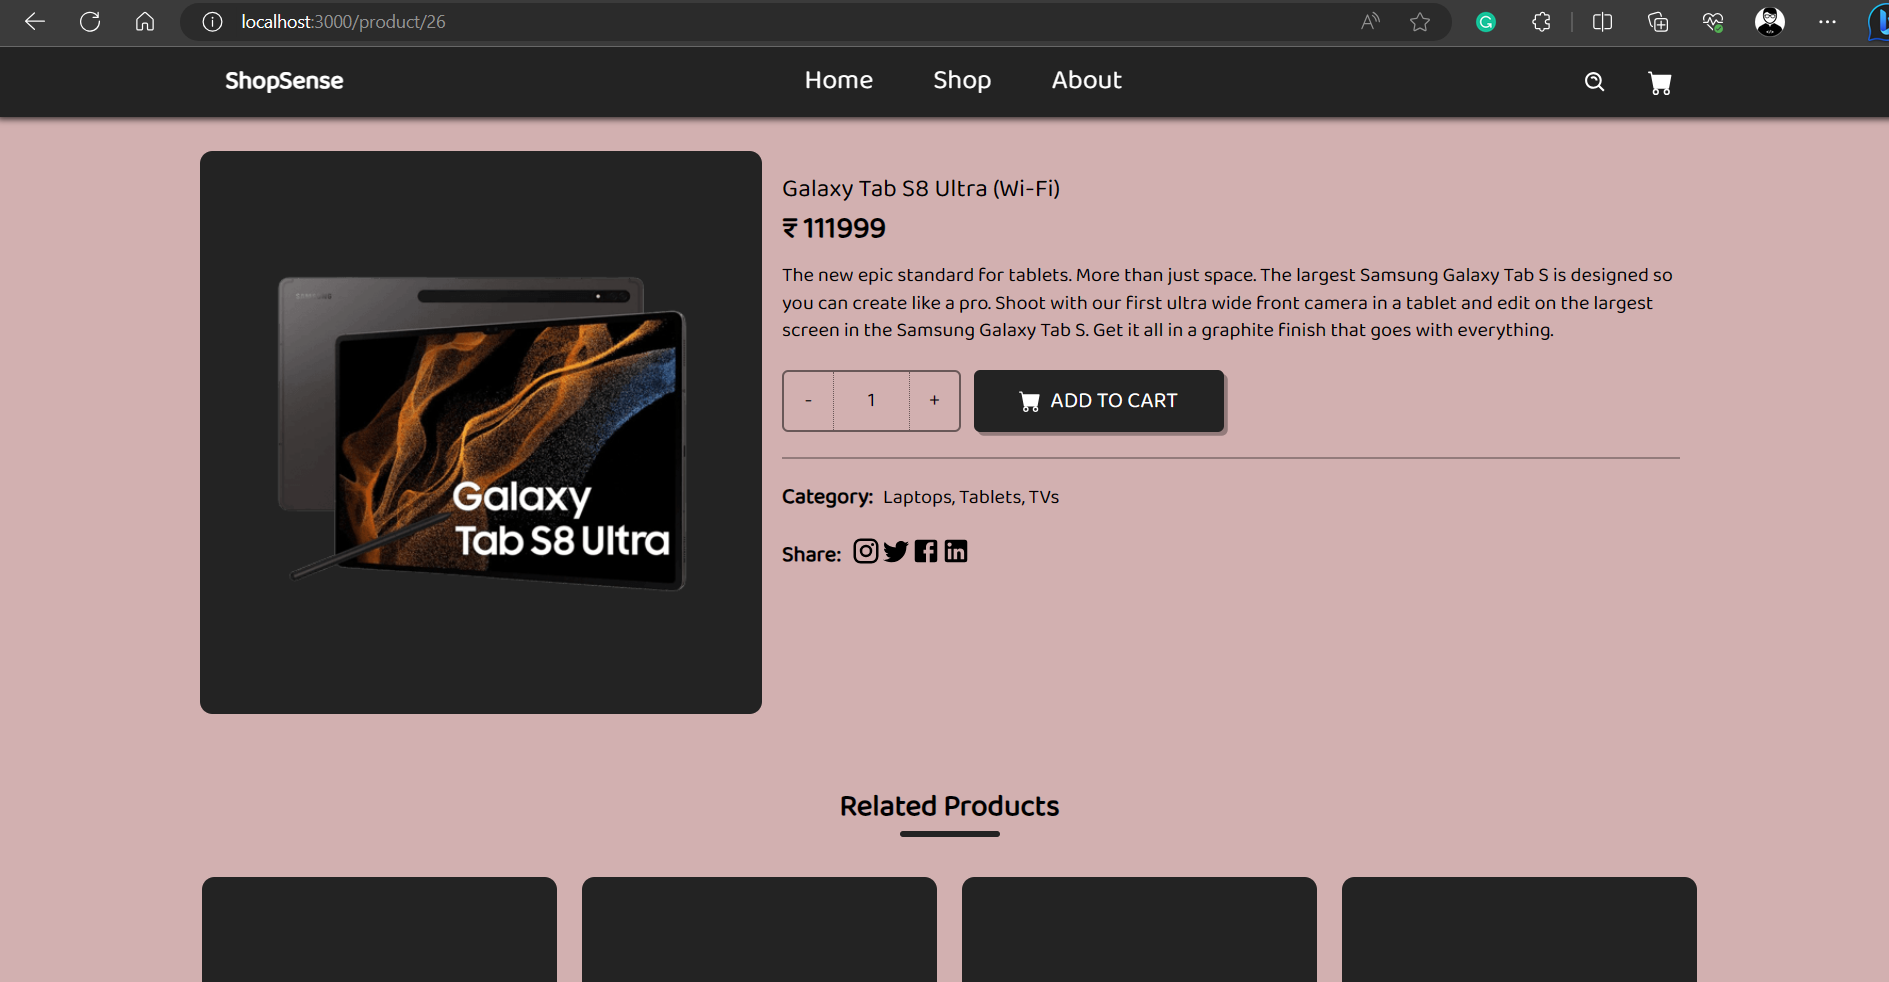 localhost:3000/product/26
ShopSense
Home
Shop
About
Galaxy Tab S8 Ultra (Wi-Fi)
₹ 111999
The new epic standard for tablets. More than just space. The largest Samsung Galaxy Tab S is designed so
you can create like a pro. Shoot with our first ultra wide front camera in a tablet and edit on the largest
screen in the Samsung Galaxy Tab S. Get it all in a graphite finish that goes with everything.
- 1 +
ADD TO CART
Category: Laptops, Tablets, TVs
Share:
SAMSUNG
Galaxy
Tab S8 Ultra
Related Products